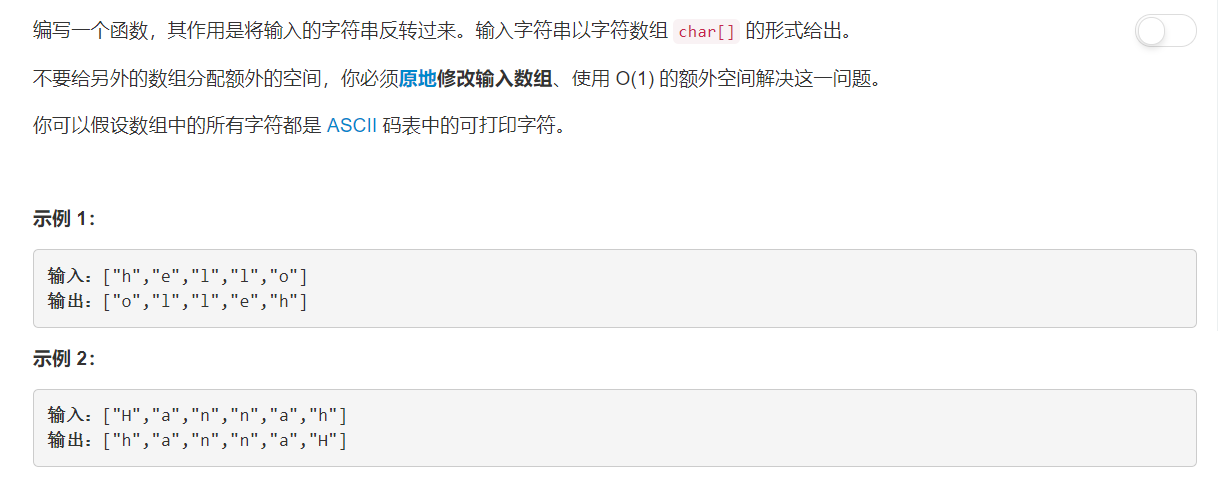 编写一个函数，其作用是将输入的字符串反转过来。输入字符串以字符数组 char[] 的形式给出。
不要给另外的数组分配额外的空间，你必须原地修改输入数组、使用 O(1) 的额外空间解决这一问题。
你可以假设数组中的所有字符都是 ASCII 码表中的可打印字符。
示例 1：
输入：["h","e","l","l","o"]
输出：["o","l","l","e","h"]
示例 2：
输入：["H","a","n","n","a","h"]
输出：["h","a","n","n","a","H"]